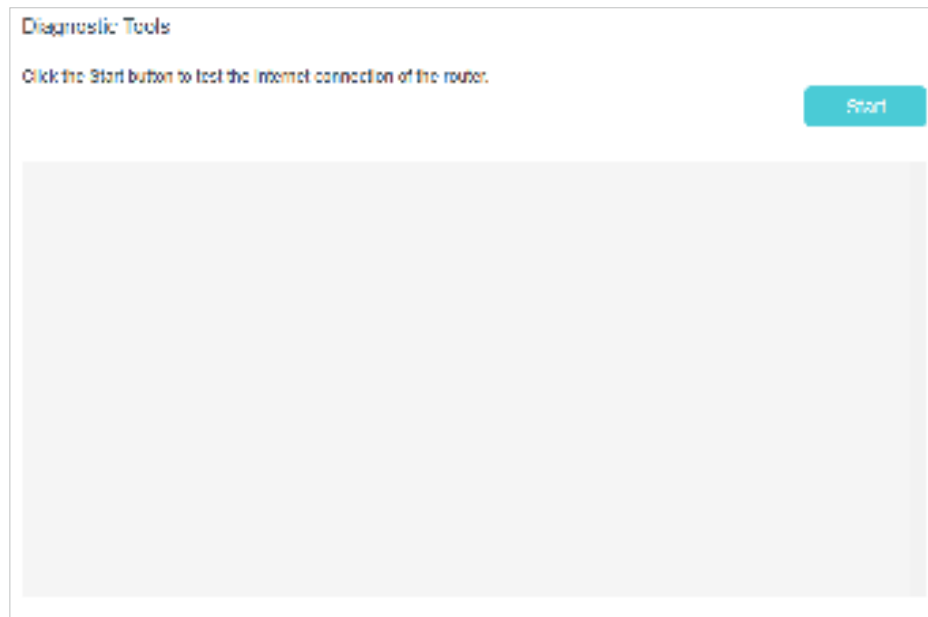 Diagnostic Tools
Click the Start button to test the internet connection of the router.
Start